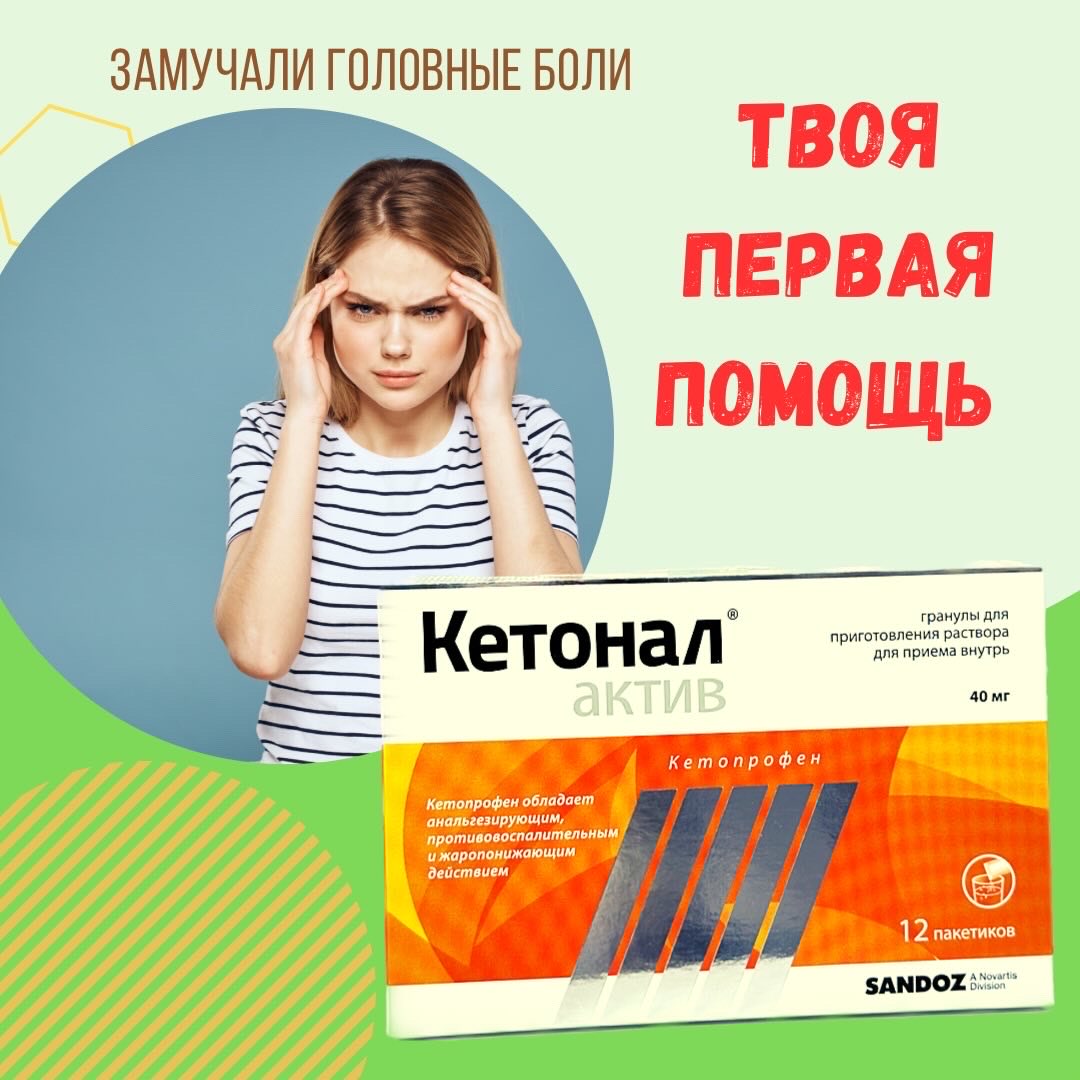 ЗАМУЧАЛИ ГОЛОВНЫЕ БОЛИ
ТВОЯ
ПЕРВАЯ
ПОМОЩЬ
Кетонал®
актив
гранулы для
приготовления раствора
для приема внутрь
40 мг
Кетопрофен
Кетопрофен обладает
анальгезирующим,
противовоспалительным
и жаропонижающим
действием
12 пакетиков
SANDOZ A Novartis
Division